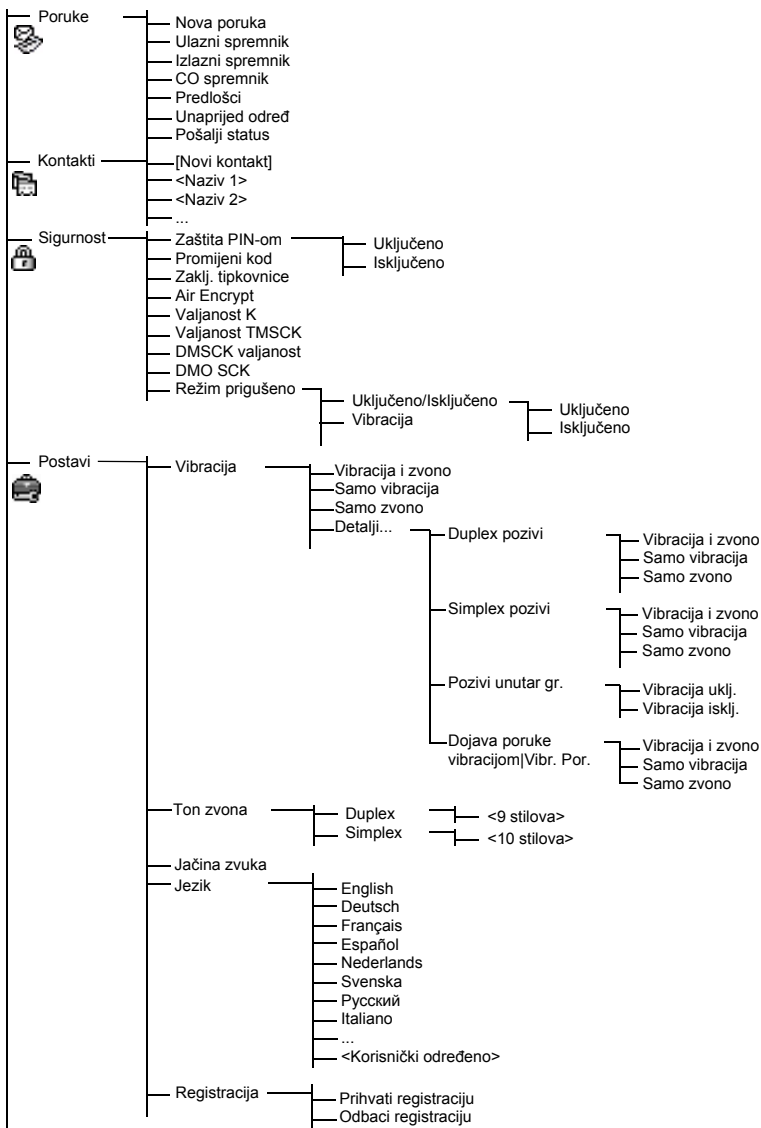 Poruke
Nova poruka
Ulazni spremnik
Izlazni spremnik
CO spremnik
Predlošci
Unaprijed određ
Pošalji status
Kontakti
[Novi kontakt]
<Naziv 1>
<Naziv 2>
...
Sigurnost
Zaštita PIN-om
Uključeno
Isključeno
Promijeni kod
Zaklj. tipkovnice
Air Encrypt
Valjanost K
Valjanost TMSCK
DMSCK valjanost
DMO SCK
Režim prigušeno
Uključeno/Isključeno
Uključeno
Isključeno
Vibracija
Postavi
Vibracija
Vibracija i zvono
Samo vibracija
Samo zvono
Detalji...
Duplex pozivi
Vibracija i zvono
Samo vibracija
Samo zvono
Simplex pozivi
Vibracija i zvono
Samo vibracija
Samo zvono
Pozivi unutar gr.
Vibracija uklj.
Vibracija isklj.
Dojava poruke
vibracijom|Vibr. Por.
Vibracija i zvono
Samo vibracija
Samo zvono
Ton zvona
Duplex
<9 stilova>
Simplex
<10 stilova>
Jačina zvuka
Jezik
English
Deutsch
Français
Español
Nederlands
Svenska
Русский
Italiano
...
<Korisnički određeno>
Registracija
Prihvati registraciju
Odbaci registraciju